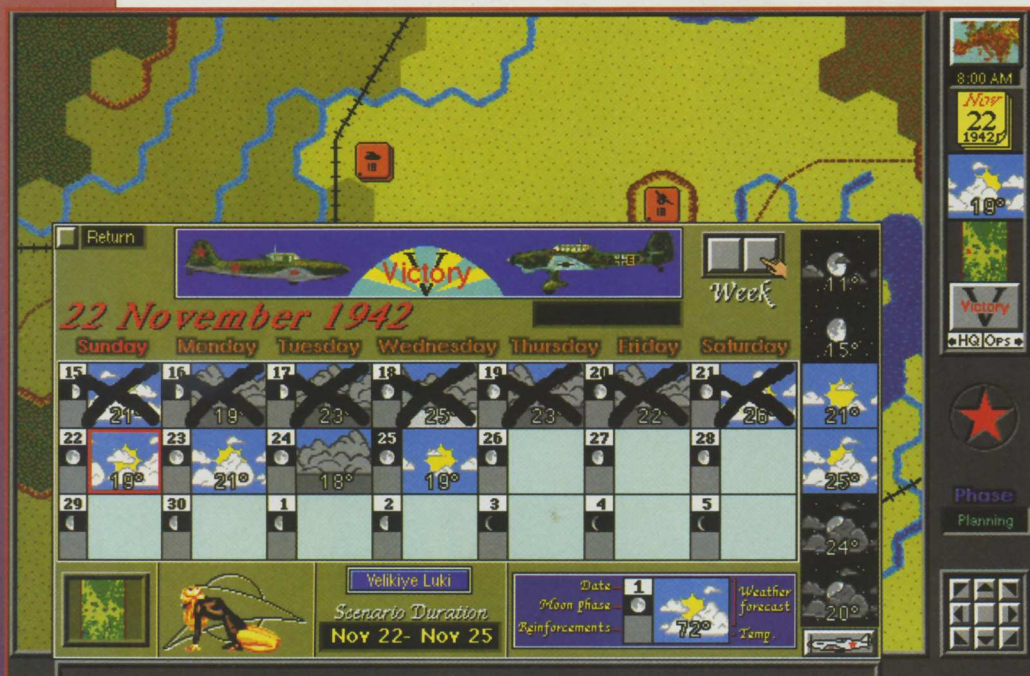 8:00 AM
Nov
22
1942
19°
Victory
V
HQ OPS
Phase
Planning
18
18
Return
Victory
V
Week
22 November 1942
Sunday Monday Tuesday Wednesday Thursday Friday Saturday
15 16 17 18 19 20 21
21° 19 23 25° 23 22° 26°
22 23 24 25 26 27 28
19° 21° 18° 19°
29 30 1 2 3 4 5
11°
15°
21°
25°
24°
20°
Velikiye Luki
Scenario Duration
Nov 22- Nov 25
Date
Moon phase
Reinforcements
1
72°
Weather
forecast
Temp.